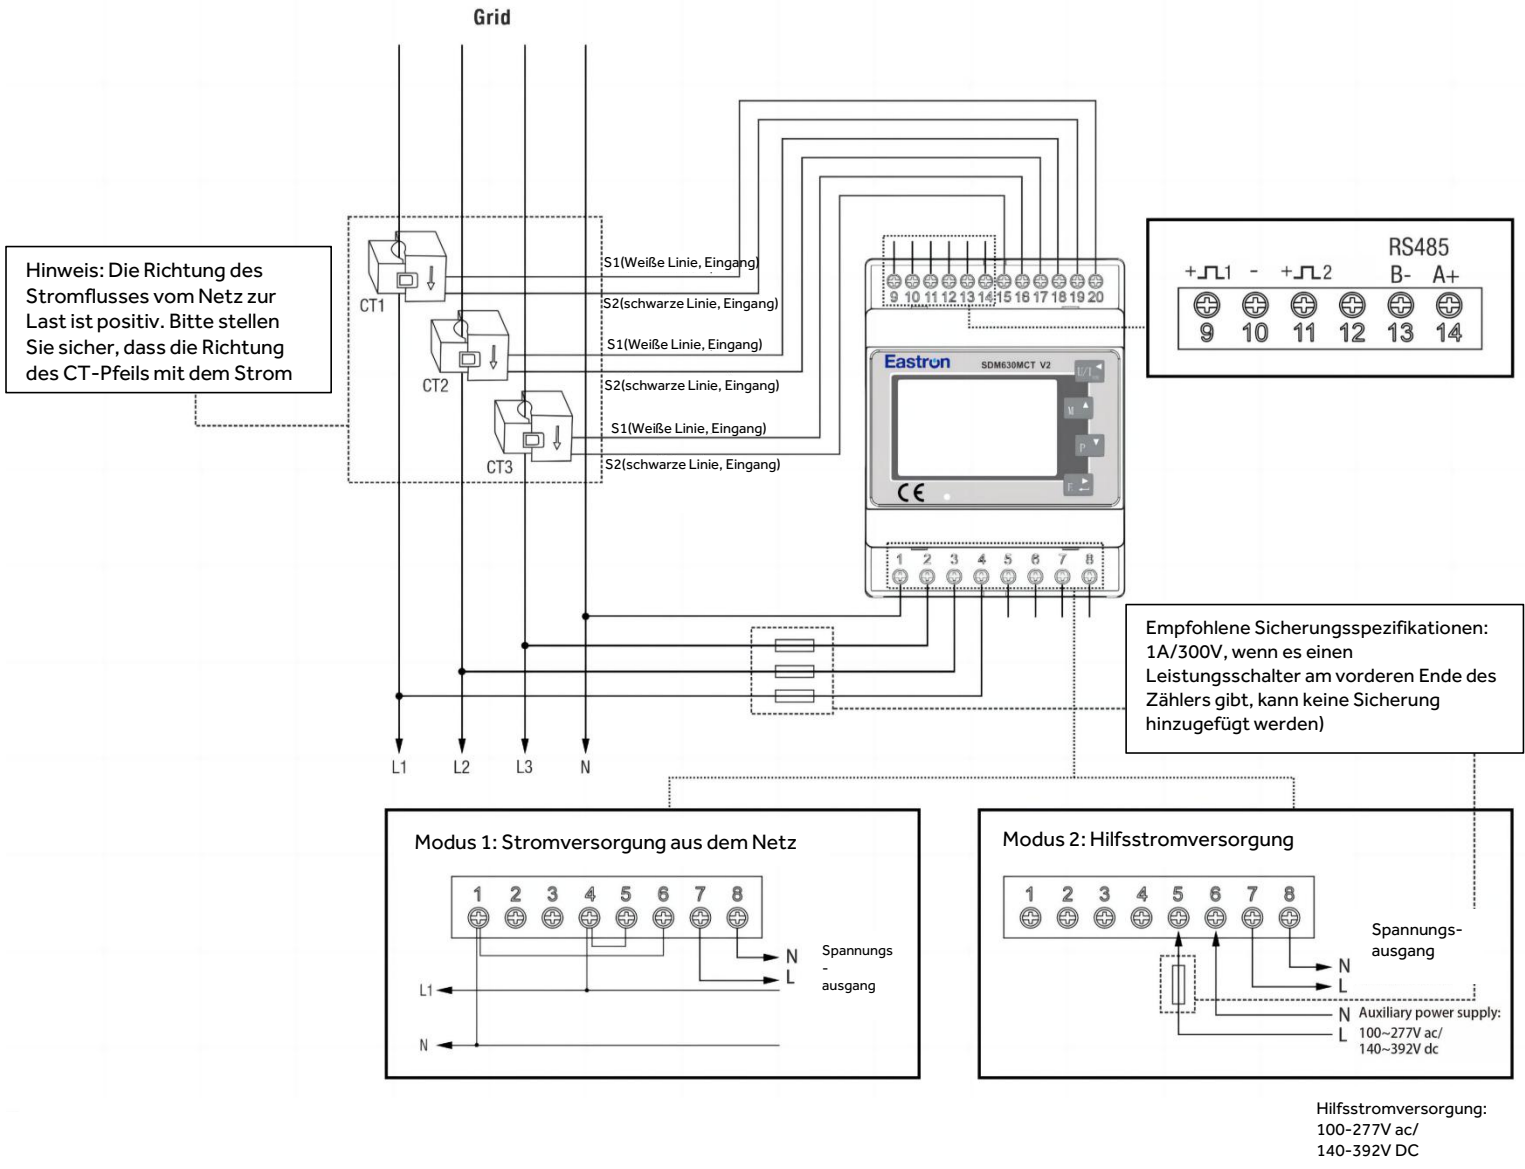 Grid
Hinweis: Die Richtung des
Stromflusses vom Netz zur
Last ist positiv. Bitte stellen
Sie sicher, dass die Richtung
des CT-Pfeils mit dem Strom
CT1
CT2
CT3
S1(Weiße Linie, Eingang)
S2(schwarze Linie, Eingang)
S1(Weiße Linie, Eingang)
S2(schwarze Linie, Eingang)
S1(Weiße Linie, Eingang)
S2(schwarze Linie, Eingang)
9 10 11 12 13 14 15 16 17 18 19 20
Eastron SDM630MCT V2
U/I
M
P
E
CE
1 2 3 4 5 6 7 8
RS485
+ 1 - + 2 B- A+
9 10 11 12 13 14
Empfohlene Sicherungsspezifikationen:
1A/300V, wenn es einen
Leistungsschalter am vorderen Ende des
Zählers gibt, kann keine Sicherung
hinzugefügt werden)
L1 L2 L3 N
Modus 1: Stromversorgung aus dem Netz
1 2 3 4 5 6 7 8
N
L
Spannungs
-
ausgang
L1
N
Modus 2: Hilfsstromversorgung
1 2 3 4 5 6 7 8
Spannungs-
ausgang
N
L
N Auxiliary power supply:
L 100~277V ac/
140~392V dc
Hilfsstromversorgung:
100-277V ac/
140-392V DC